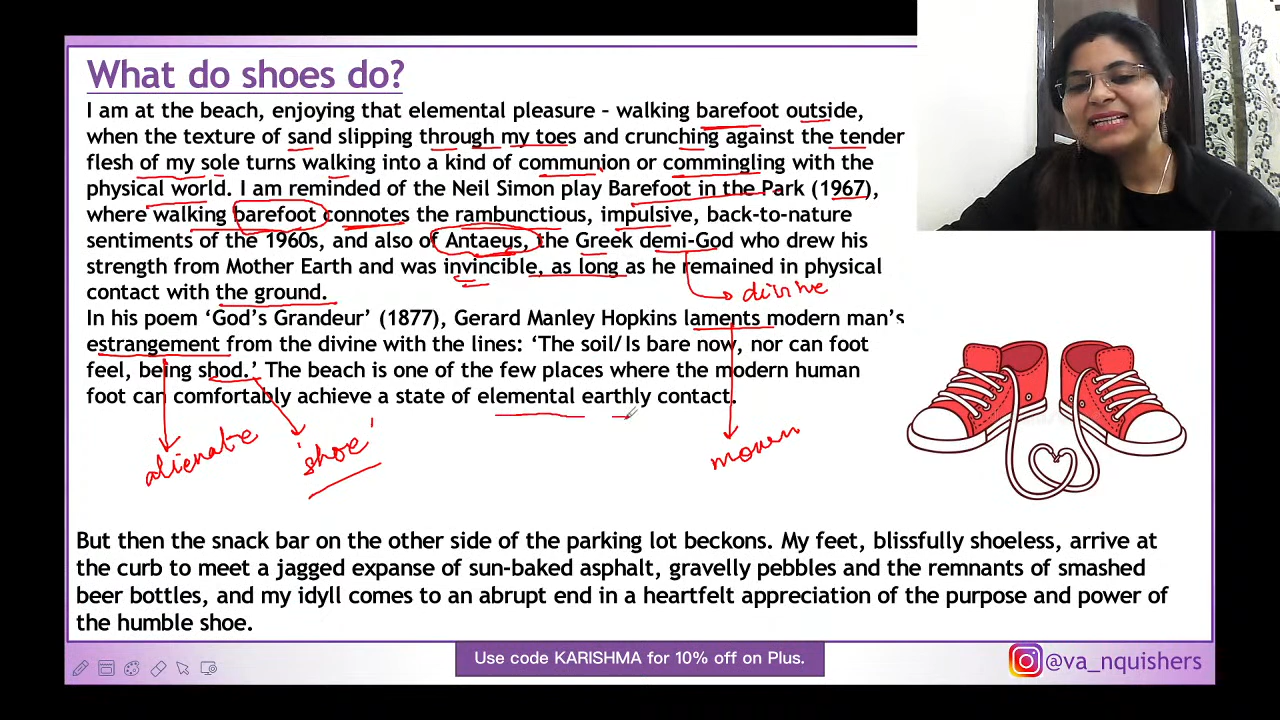 What do shoes do?
I am at the beach, enjoying that elemental pleasure – walking barefoot outside,
when the texture of sand slipping through my toes and crunching against the tender
flesh of my sole turns walking into a kind of communion or commingling with the
physical world. I am reminded of the Neil Simon play Barefoot in the Park (1967),
where walking barefoot connotes the rambunctious, impulsive, back-to-nature
sentiments of the 1960s, and also of Antaeus, the Greek demi-God who drew his
strength from Mother Earth and was invincible, as long as he remained in physical
contact with the ground.
divine
In his poem ‘God’s Grandeur’ (1877), Gerard Manley Hopkins laments modern man’s
estrangement from the divine with the lines: ‘The soil/Is bare now, nor can foot
feel, being shod.’ The beach is one of the few places where the modern human
foot can comfortably achieve a state of elemental earthly contact.
alienate
'shoe'
mourn
But then the snack bar on the other side of the parking lot beckons. My feet, blissfully shoeless, arrive at
the curb to meet a jagged expanse of sun-baked asphalt, gravelly pebbles and the remnants of smashed
beer bottles, and my idyll comes to an abrupt end in a heartfelt appreciation of the purpose and power of
the humble shoe.
Use code KARISHMA for 10% off on Plus.
@va_nquishers